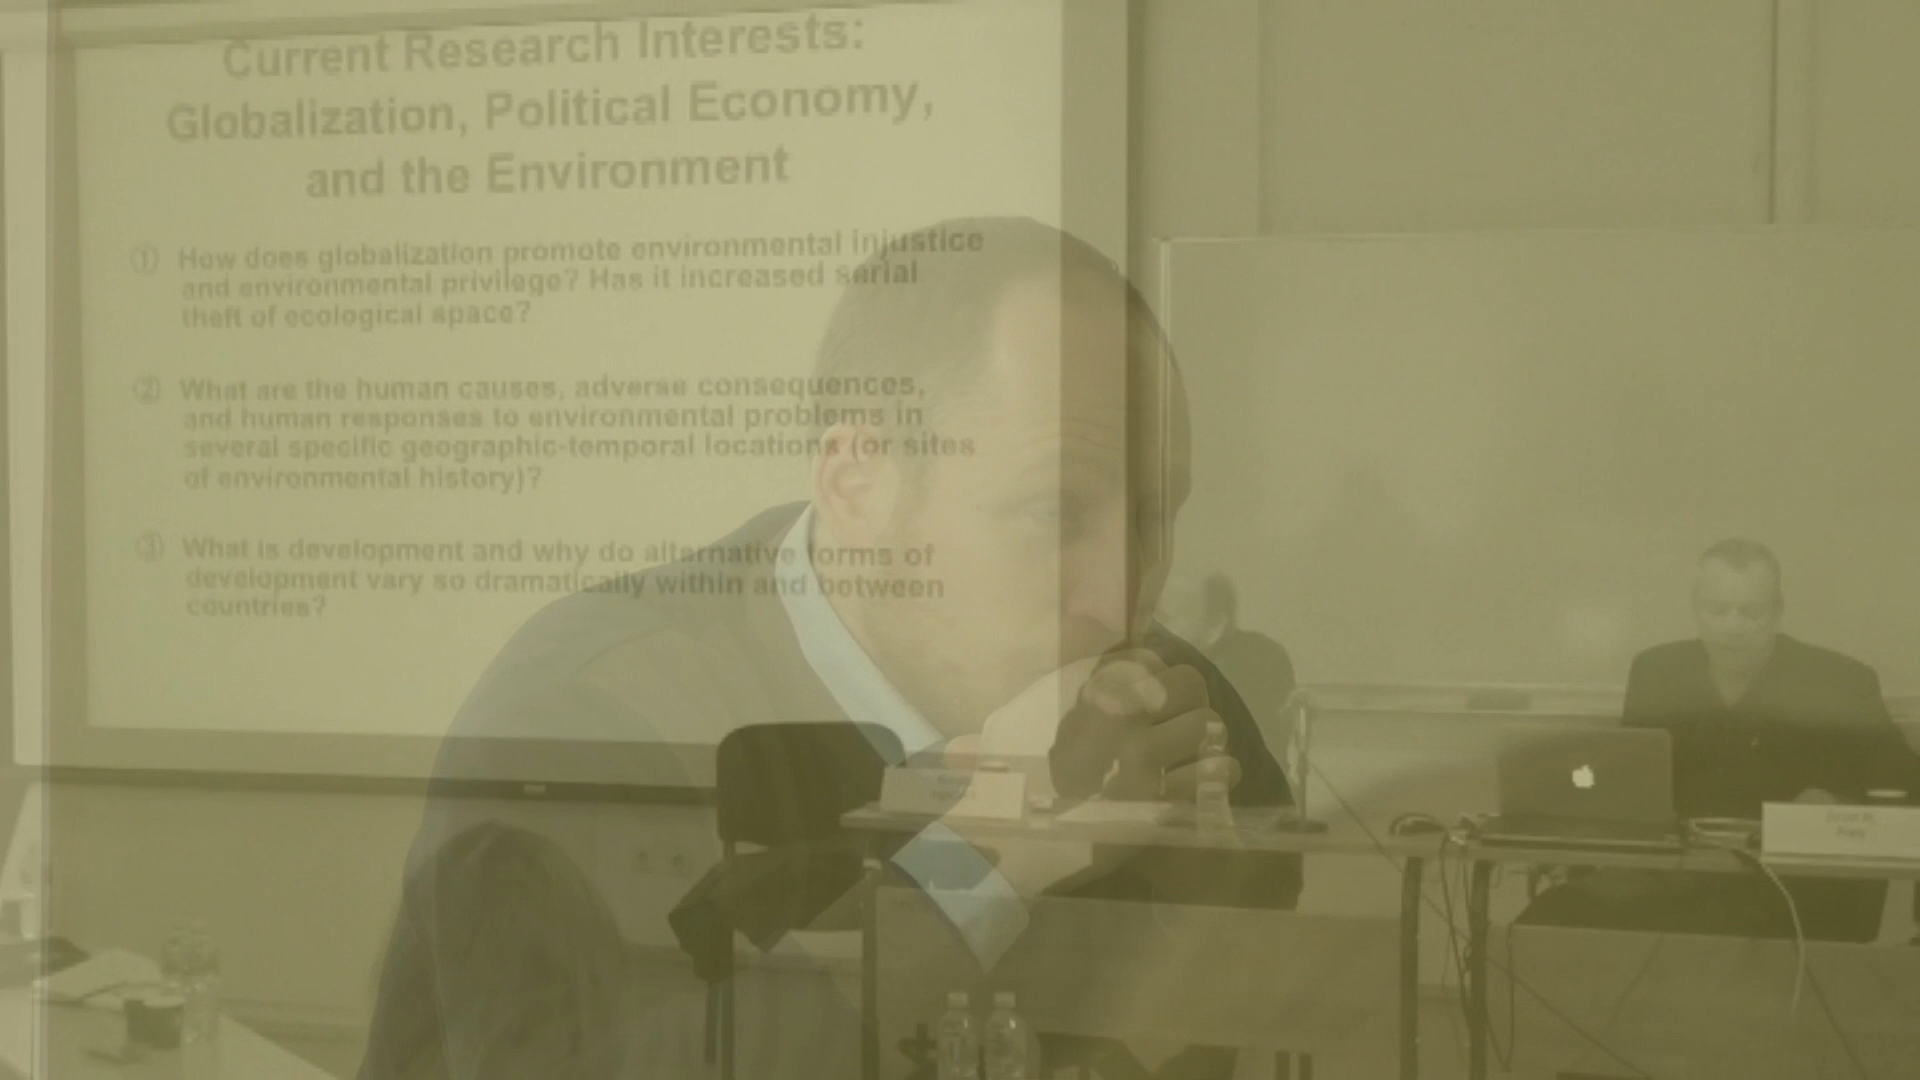 Current Research Interests:
Globalization, Political Economy,
and the Environment
① How does globalization promote environmental injustice
and environmental privilege? Has it increased serial
theft of ecological space?
② What are the human causes, adverse consequences,
and human responses to environmental problems in
several specific geographic-temporal locations (or sites
of environmental history)?
③ What is development and why do alternative forms of
development vary so dramatically within and between
countries?